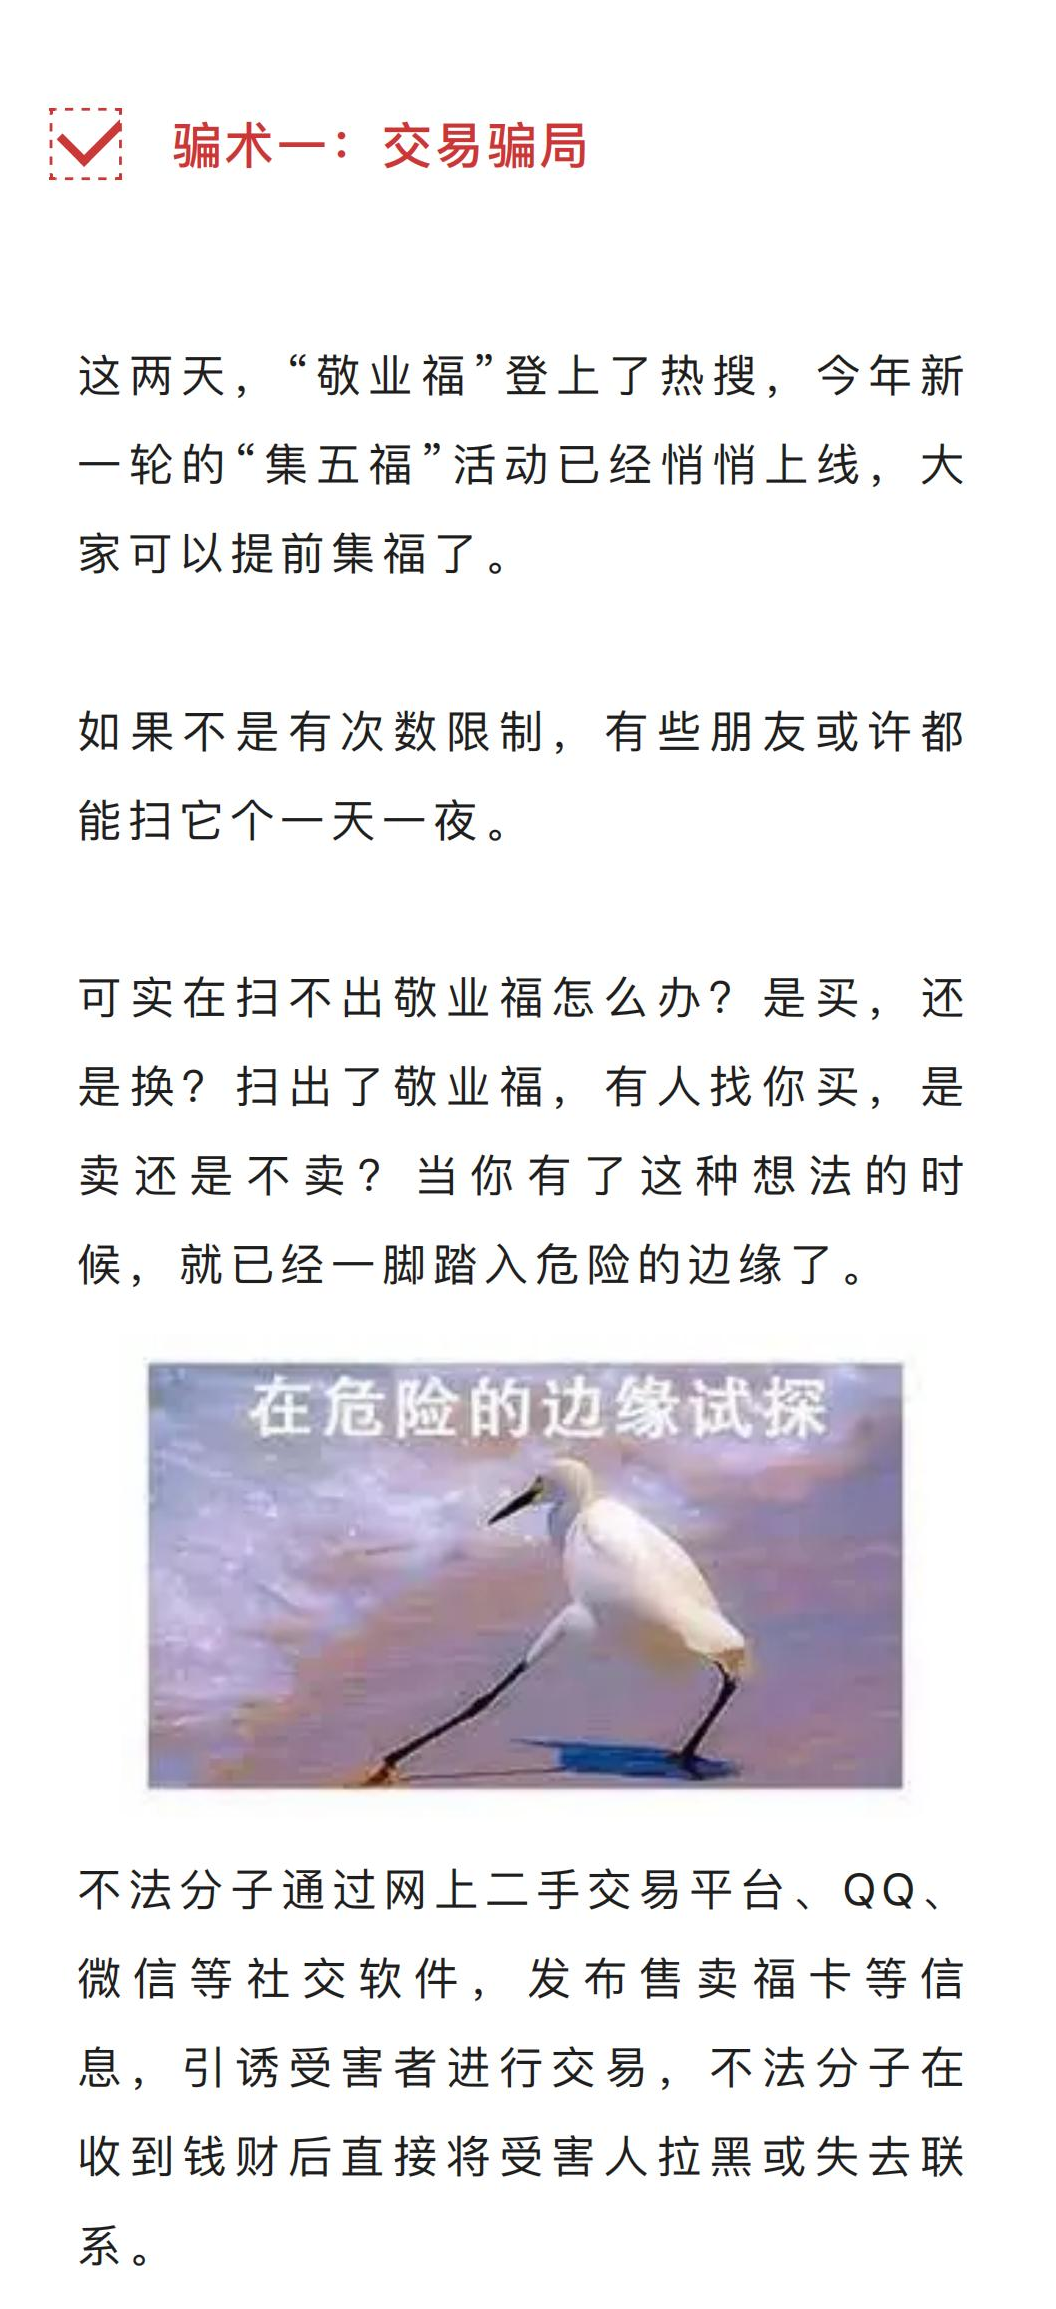 骗术一：交易骗局
这两天，“敬业福”登上了热搜，今年新
一轮的“集五福”活动已经悄悄上线，大
家可以提前集福了。
如果不是有次数限制，有些朋友或许都
能扫它个一天一夜。
可实在扫不出敬业福怎么办？是买，还
是换？扫出了敬业福，有人找你买，是
卖还是不卖？当你有了这种想法的时
候，就已经一脚踏入危险的边缘了。
在危险的边缘试探
不法分子通过网上二手交易平台、QQ、
微信等社交软件，发布售卖福卡等信
息，引诱受害者进行交易，不法分子在
收到钱财后直接将受害人拉黑或失去联
系。